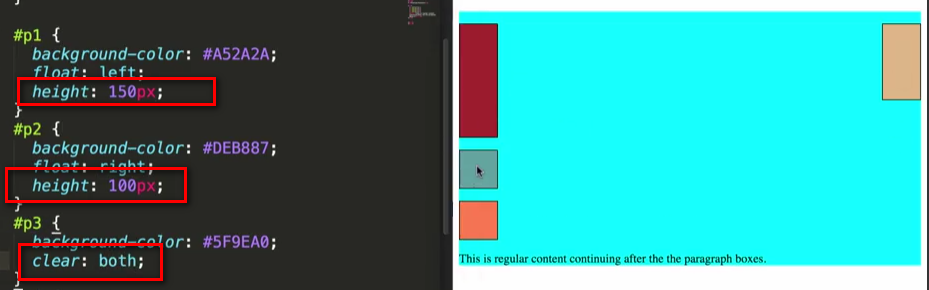 }
#p1 {
background-color: #A52A2A;
float: left;
height: 150px;
}
#p2 {
background-color: #DEB887;
float: right;
height: 100px;
}
#p3 {
background-color: #5F9EA0;
clear: both;
}
This is regular content continuing after the the paragraph boxes.